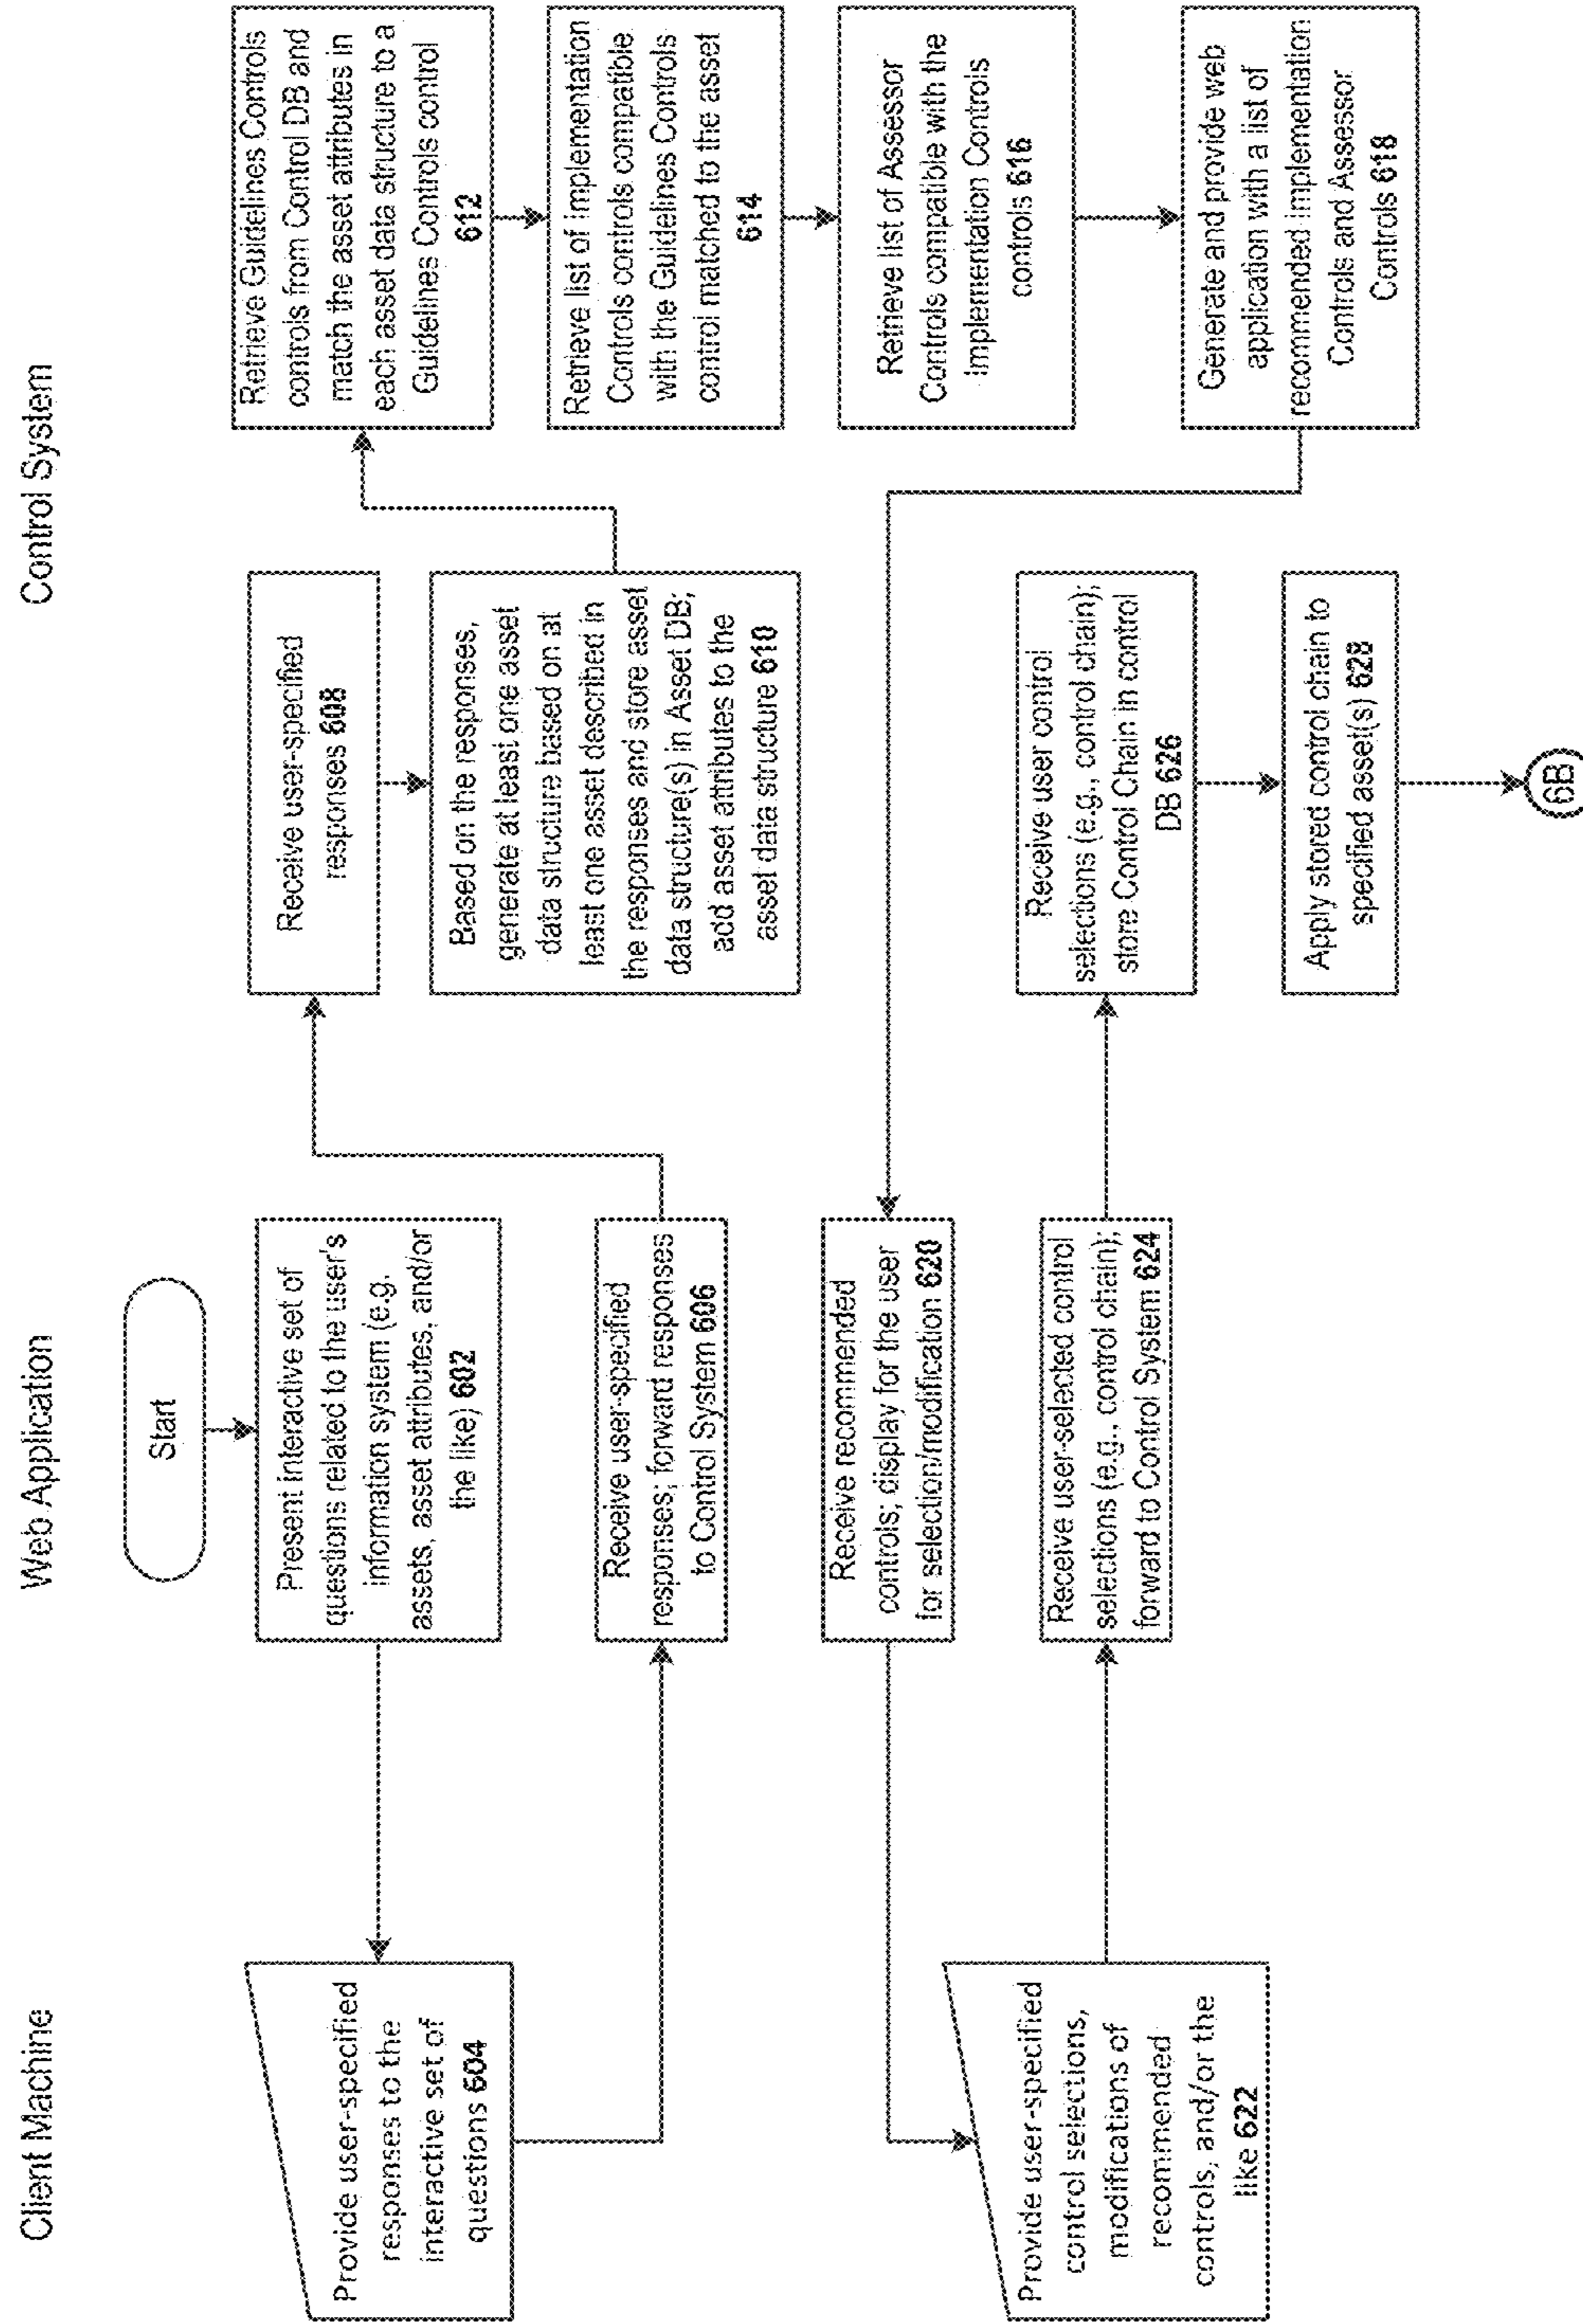 Client Machine
Web Application
Control System
Start
Present interactive set of
questions related to the user's
information system (e.g.
assets, asset attributes, and/or
the like) 602
Provide user-specified
responses to the
interactive set of
questions 604
Receive user-specified
responses; forward responses
to Control System 606
Receive user-specified
responses 608
Based on the responses,
generate at least one asset
data structure based on at
least one asset described in
the responses and store asset
data structure(s) in Asset DB;
add asset attributes to the
asset data structure 610
Retrieve Guidelines Controls
controls from Control DB and
match the asset attributes in
each asset data structure to a
Guidelines Controls control
612
Retrieve list of implementation
Controls controls compatible
with the Guidelines Controls
control matched to the asset
614
Retrieve list of Assessor
Controls compatible with the
Implementation Controls
controls 616
Generate and provide web
application with a list of
recommended implementation
Controls and Assessor
Controls 618
Receive recommended
controls; display for the user
for selection/modification 620
Provide user-specified
control selections,
modifications of
recommended
controls, and/or the
like 622
Receive user-selected control
selections (e.g., control chain);
forward to Control System 624
Receive user control
selections (e.g., control chain);
store Control Chain in control
DB 626
Apply stored control chain to
specified asset(s) 628
6B